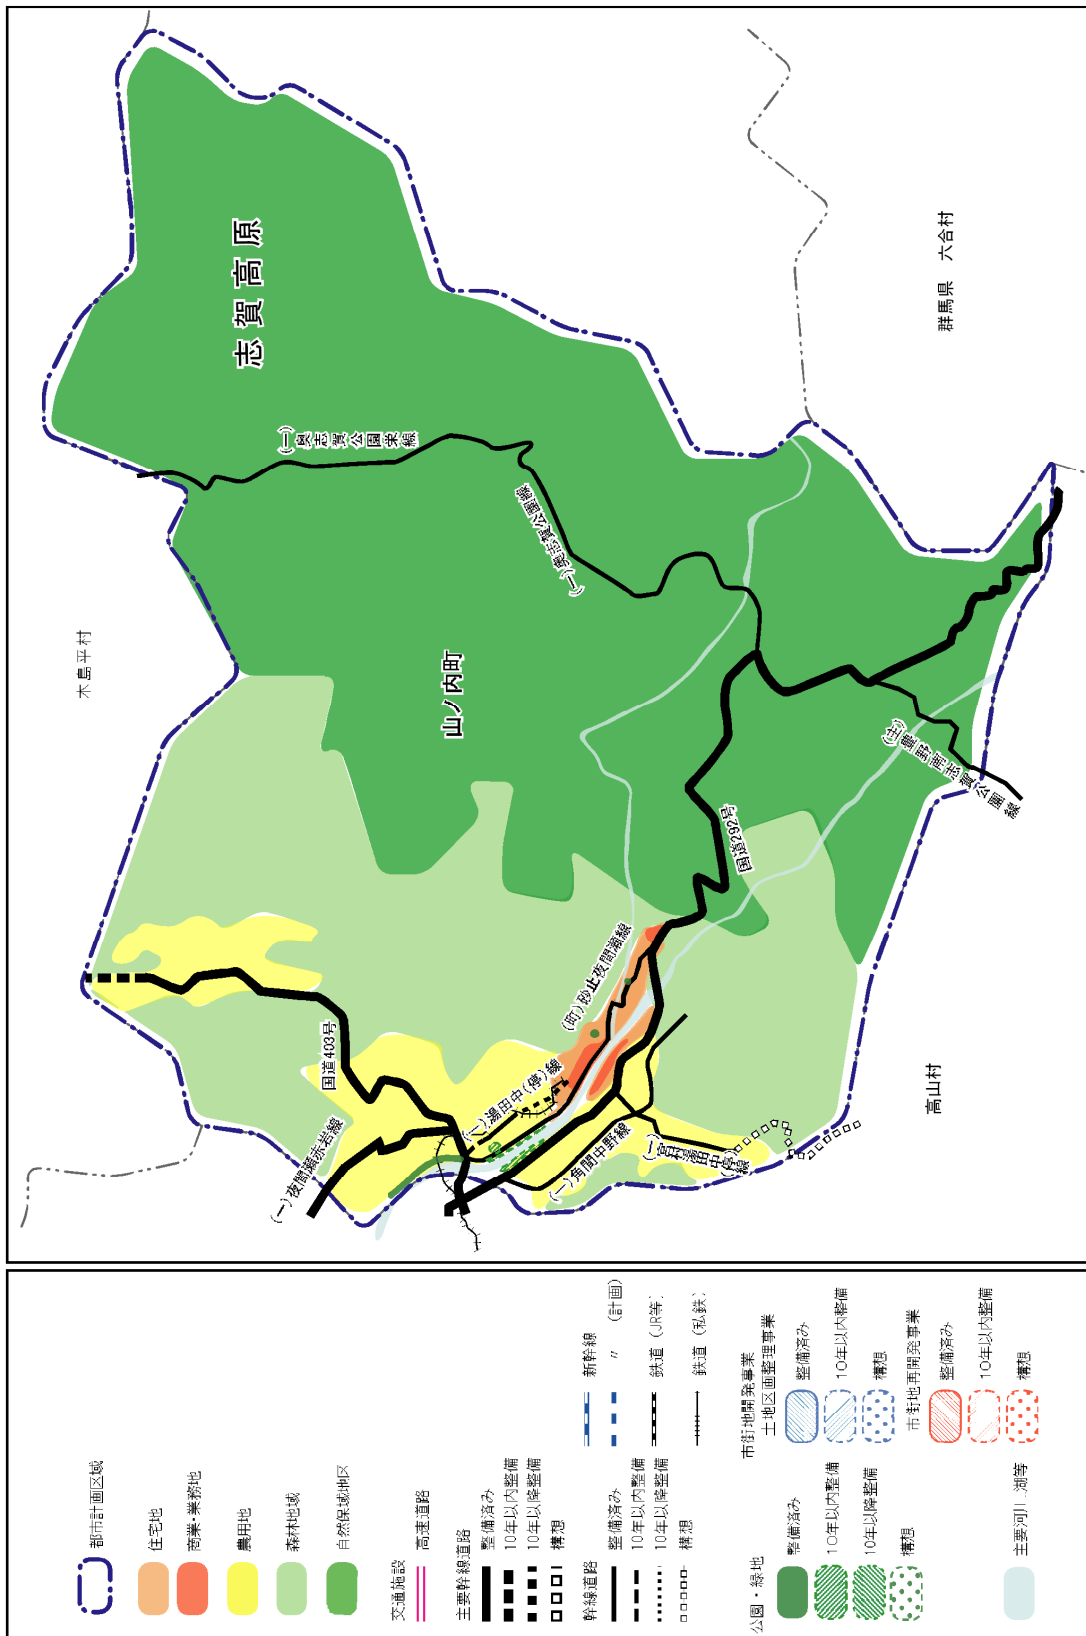 木島平村
志賀高原
群馬県 六合村
(一)奥志賀公園栄線
(一)奥志賀公園線
山ノ内町
(主)豊野南志賀公園線
国道292号
(町)砂止夜間瀬線
国道403号
(一)湯田中(停)線
(一)夜間瀬赤岩線
(一)角間中野線
(一)宮村湯田中(停)線
高山村
都市計画区域
住宅地
商業・業務地
農用地
森林地域
自然保域地区
交通施設
高速道路
主要幹線道路
整備済み
10年以内整備
10年以降整備
構想
幹線道路
整備済み
10年以内整備
10年以降整備
構想
新幹線
〃 (計画)
鉄道 (JR等)
鉄道 (私鉄)
公園・緑地
整備済み
10年以内整備
10年以降整備
構想
市街地開発事業
土地区画整理事業
整備済み
10年以内整備
構想
市街地再開発事業
整備済み
10年以内整備
構想
主要河川、湖等